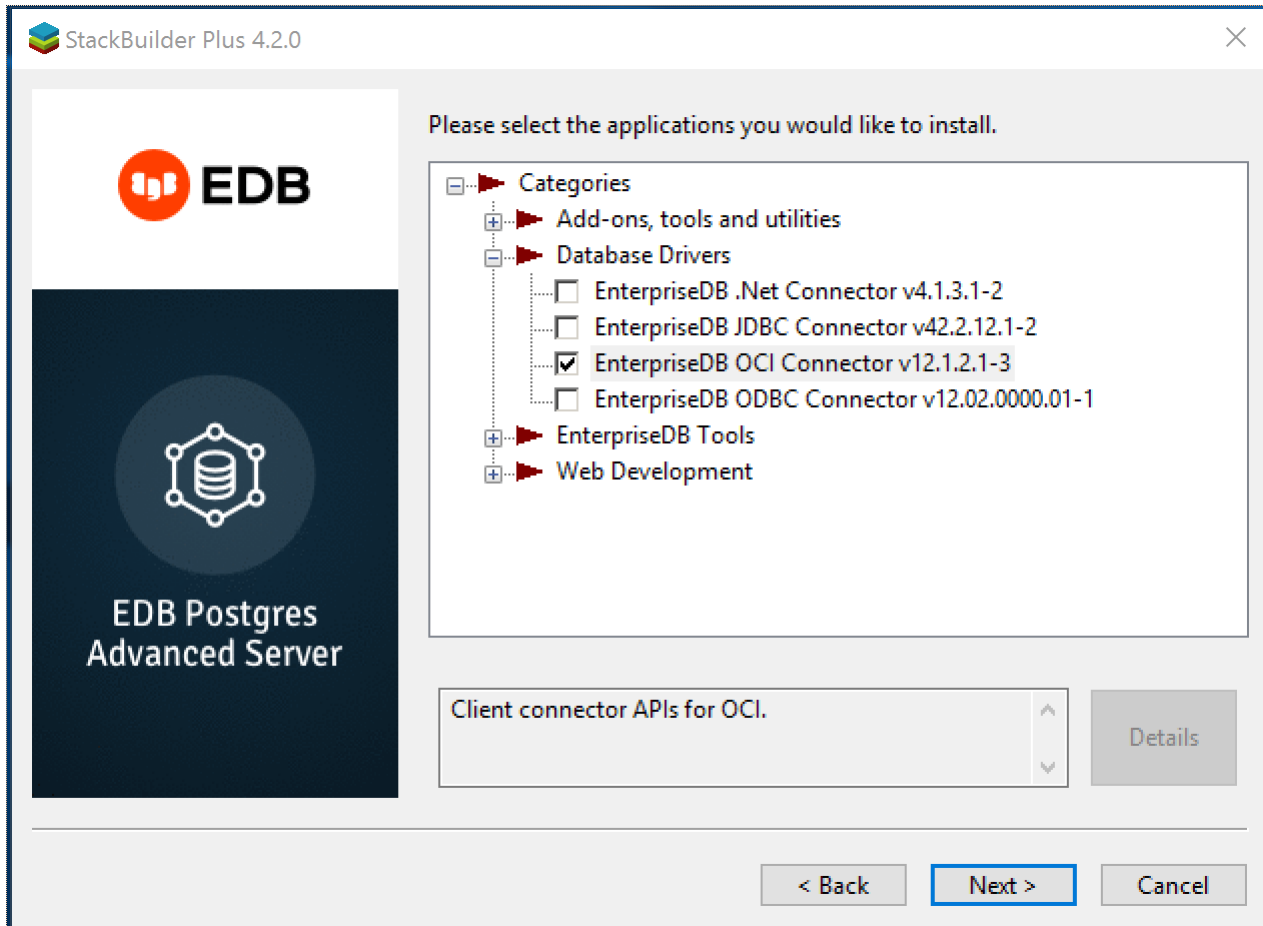 StackBuilder Plus 4.2.0
EDB
EDB Postgres
Advanced Server
Please select the applications you would like to install.
Categories
Add-ons, tools and utilities
Database Drivers
EnterpriseDB .Net Connector v4.1.3.1-2
EnterpriseDB JDBC Connector v42.2.12.1-2
EnterpriseDB OCI Connector v12.1.2.1-3
EnterpriseDB ODBC Connector v12.02.0000.01-1
EnterpriseDB Tools
Web Development
Client connector APIs for OCI.
Details
< Back
Next >
Cancel